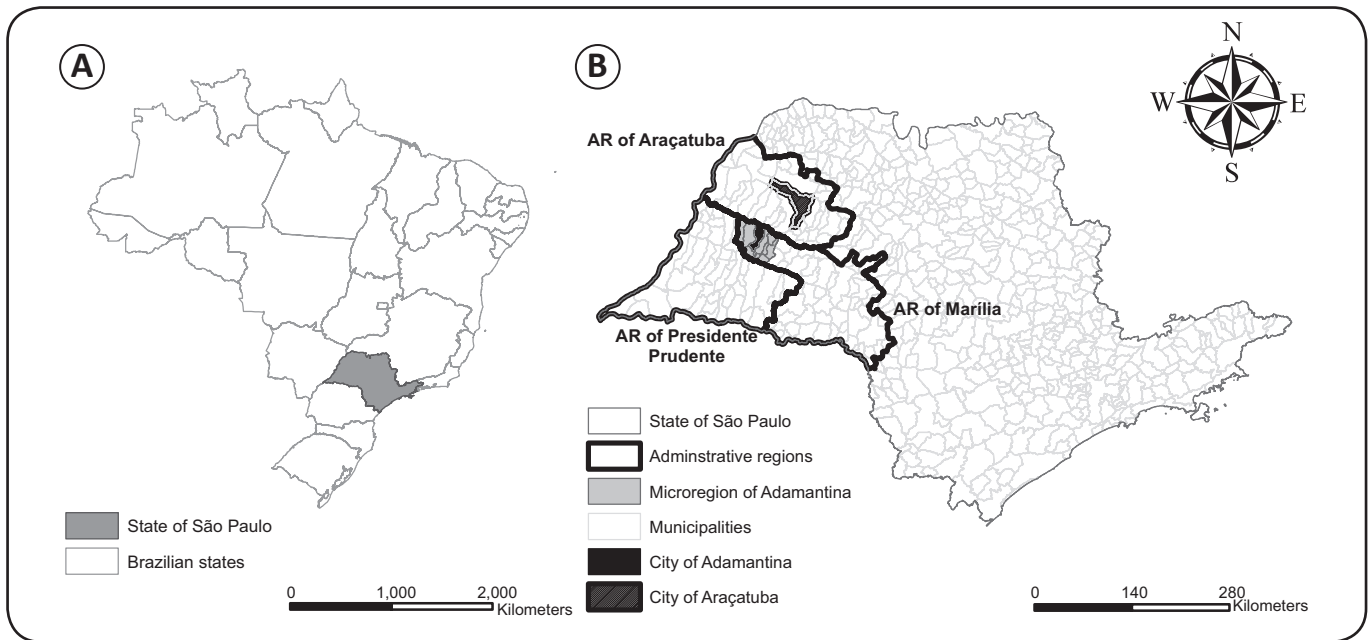 A
B
N
W
E
S
AR of Araçatuba
AR of Marília
AR of Presidente
Prudente
State of São Paulo
Brazilian states
0
1,000
2,000
Kilometers
State of São Paulo
Adminstrative regions
Microregion of Adamantina
Municipalities
City of Adamantina
City of Araçatuba
0
140
280
Kilometers